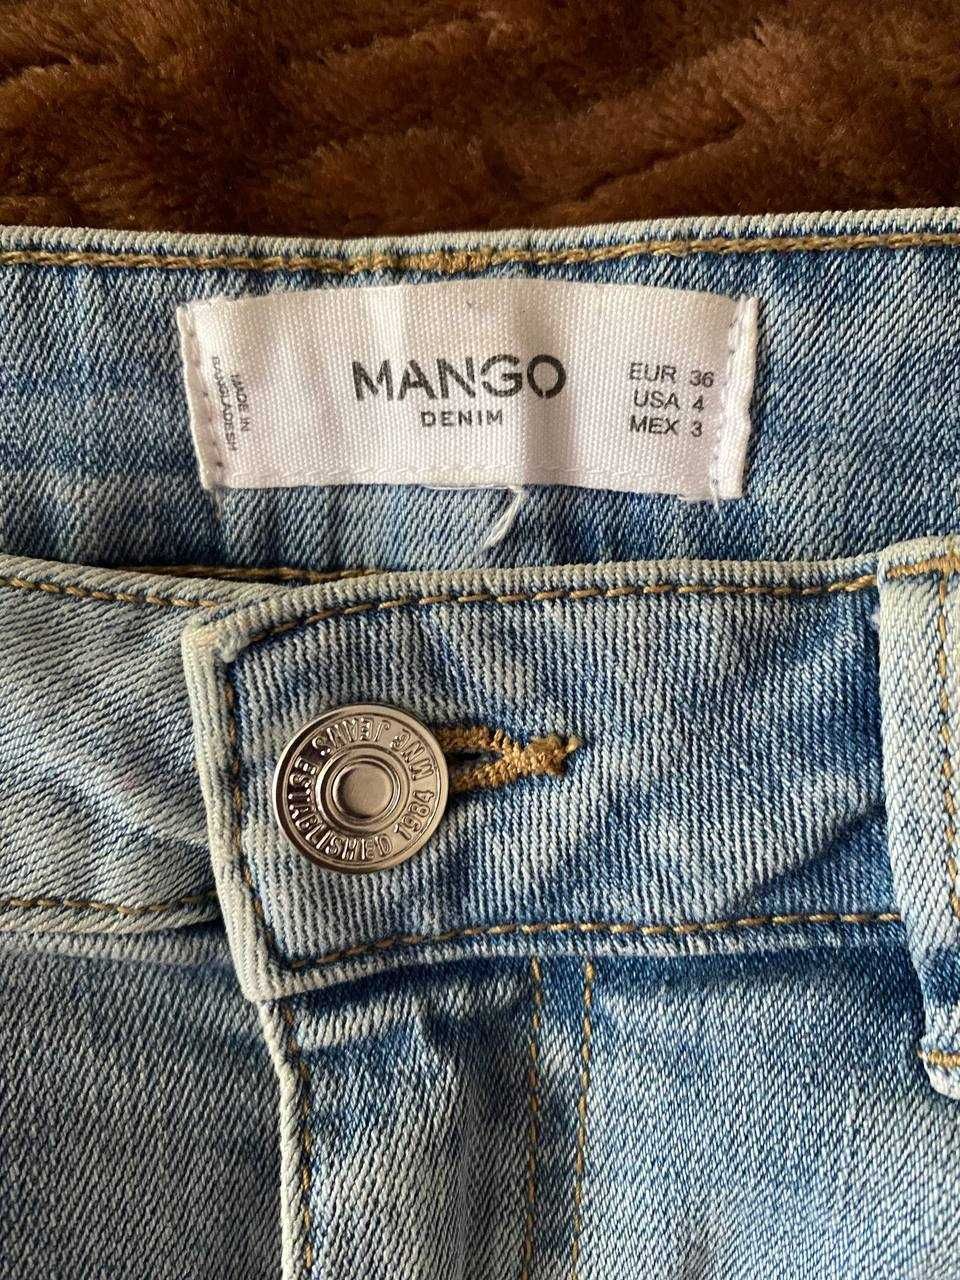 MADE IN
BANGLADESH
MANGO
DENIM
EUR 36
USA 4
MEX 3
MNG JEANS ESTABLISHED 1984